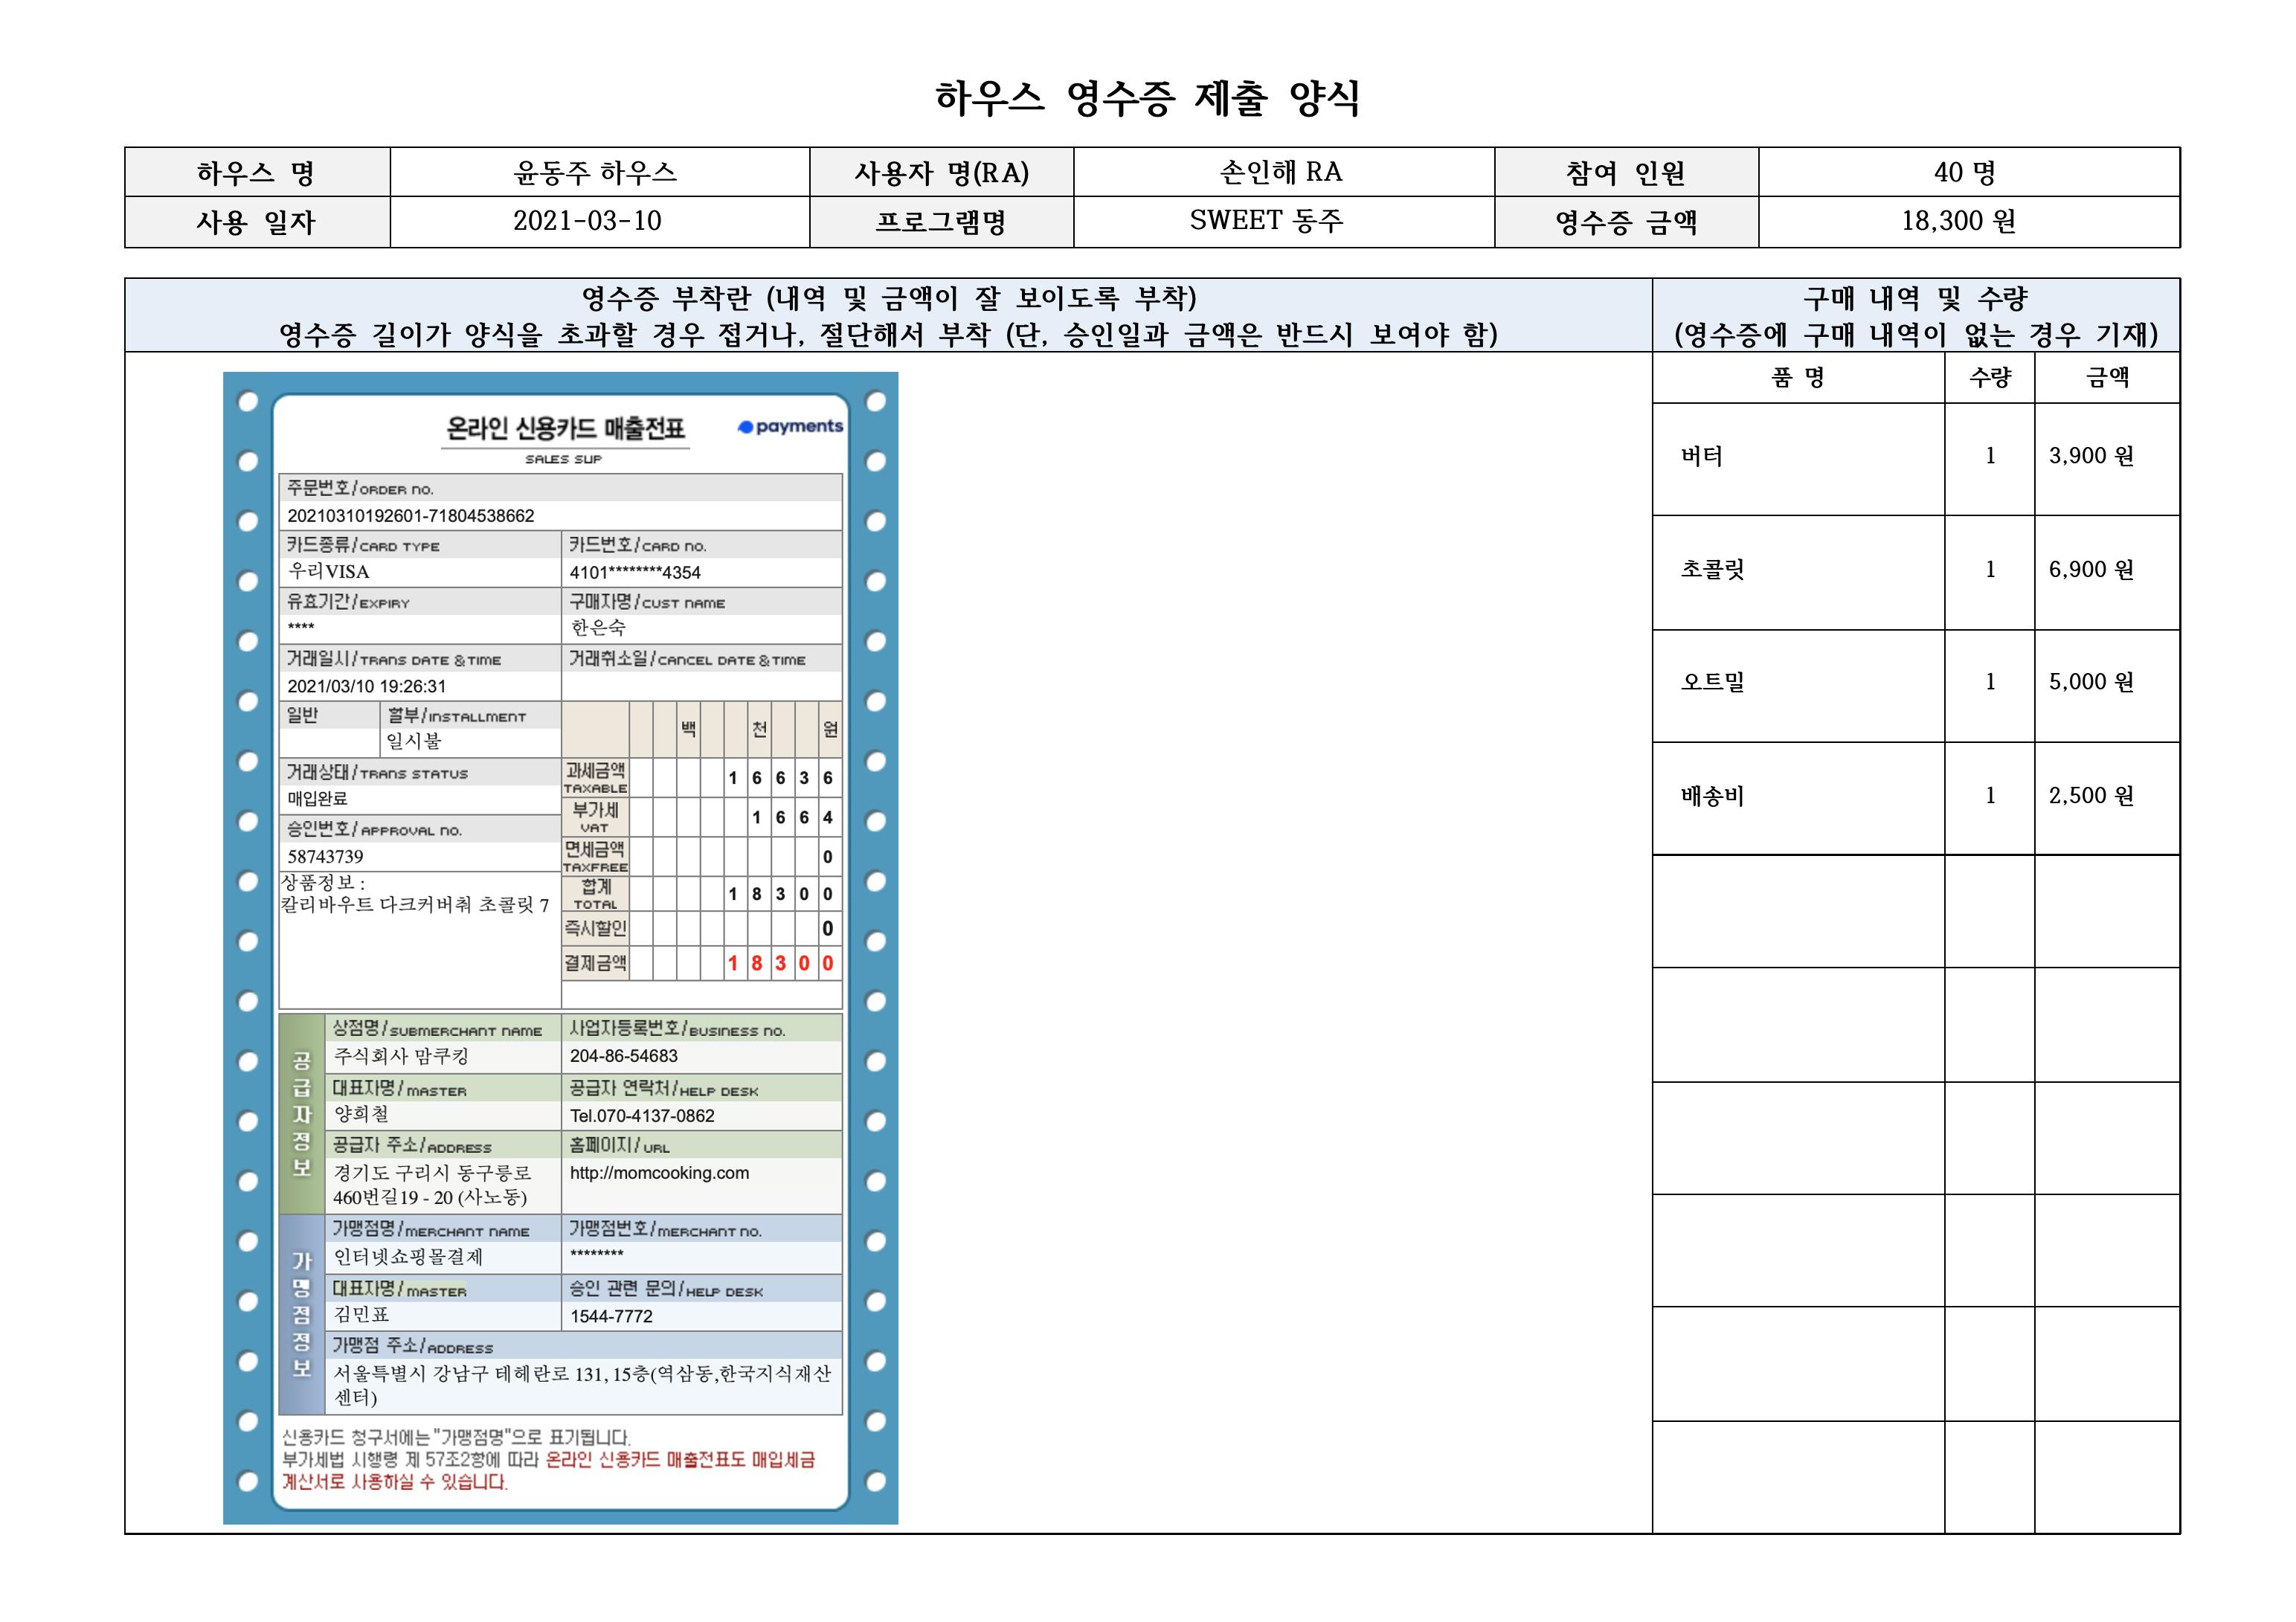 하우스 영수증 제출 양식
하우스 명 윤동주 하우스 사용자 명(RA) 손인해 RA 참여 인원 40 명
사용 일자 2021-03-10 프로그램명 SWEET 동주 영수증 금액 18,300 원
영수증 부착란 (내역 및 금액이 잘 보이도록 부착)
영수증 길이가 양식을 초과할 경우 접거나, 절단해서 부착 (단, 승인일과 금액은 반드시 보여야 함)
구매 내역 및 수량
(영수증에 구매 내역이 없는 경우 기재)
품 명 수량 금액
버터 1 3,900 원
초콜릿 1 6,900 원
오트밀 1 5,000 원
배송비 1 2,500 원
온라인 신용카드 매출전표
SALES SLIP
payments
주문번호/ORDER NO.
20210310192601-71804538662
카드종류/CARD TYPE 카드번호/CARD NO.
우리VISA 4101********4354
유효기간/EXPIRY 구매자명/CUST NAME
**** 한은숙
거래일시/TRANS DATE & TIME 거래취소일/CANCEL DATE & TIME
2021/03/10 19:26:31
일반 할부/INSTALLMENT
일시불
백 천 원
거래상태/TRANS STATUS
매입완료
승인번호/APPROVAL NO.
58743739
상품정보 :
칼리바우트 다크커버춰 초콜릿 7
과세금액 TAXABLE 1 6 6 3 6
부가세 VAT 1 6 6 4
면세금액 TAXFREE 0
합계 TOTAL 1 8 3 0 0
즉시할인 0
결제금액 1 8 3 0 0
공급자정보
상점명/SUBMERCHANT NAME 사업자등록번호/BUSINESS NO.
주식회사 맘쿠킹 204-86-54683
대표자명/MASTER 공급자 연락처/HELP DESK
양희철 Tel.070-4137-0862
공급자 주소/ADDRESS 홈페이지/URL
경기도 구리시 동구릉로 http://momcooking.com
460번길19 - 20 (사노동)
가맹점정보
가맹점명/MERCHANT NAME 가맹점번호/MERCHANT NO.
인터넷쇼핑몰결제 *******
대표자명/MASTER 승인 관련 문의/HELP DESK
김민표 1544-7772
가맹점 주소/ADDRESS
서울특별시 강남구 테헤란로 131, 15층(역삼동,한국지식재산
센터)
신용카드 청구서에는 "가맹점명"으로 표기됩니다.
부가세법 시행령 제 57조2항에 따라 온라인 신용카드 매출전표도 매입세금
계산서로 사용하실 수 있습니다.